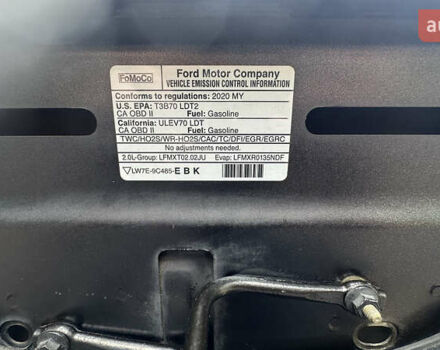 FoMoCo
Ford Motor Company
VEHICLE EMISSION CONTROL INFORMATION
Conforms to regulations: 2020 MY
U.S. EPA: T3B70 LDT2
CA OBD II Fuel: Gasoline
California: ULEV70 LDT
CA OBD II Fuel: Gasoline
TWC/HO2S/WR-HO2S/CAC/TC/DFI/EGR/EGRC
No adjustments needed.
2.0L-Group: LFMXT02.02JU Evap: LFMXR0135NDF
LW7E-9C485-EBK